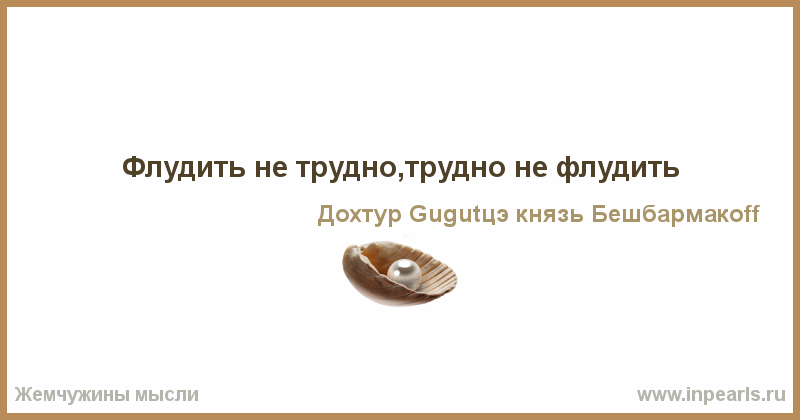 Флудить не трудно,трудно не флудить
Дохтур Gugutцэ князь Бешбармакоff
Жемчужины мысли
www.inpearls.ru